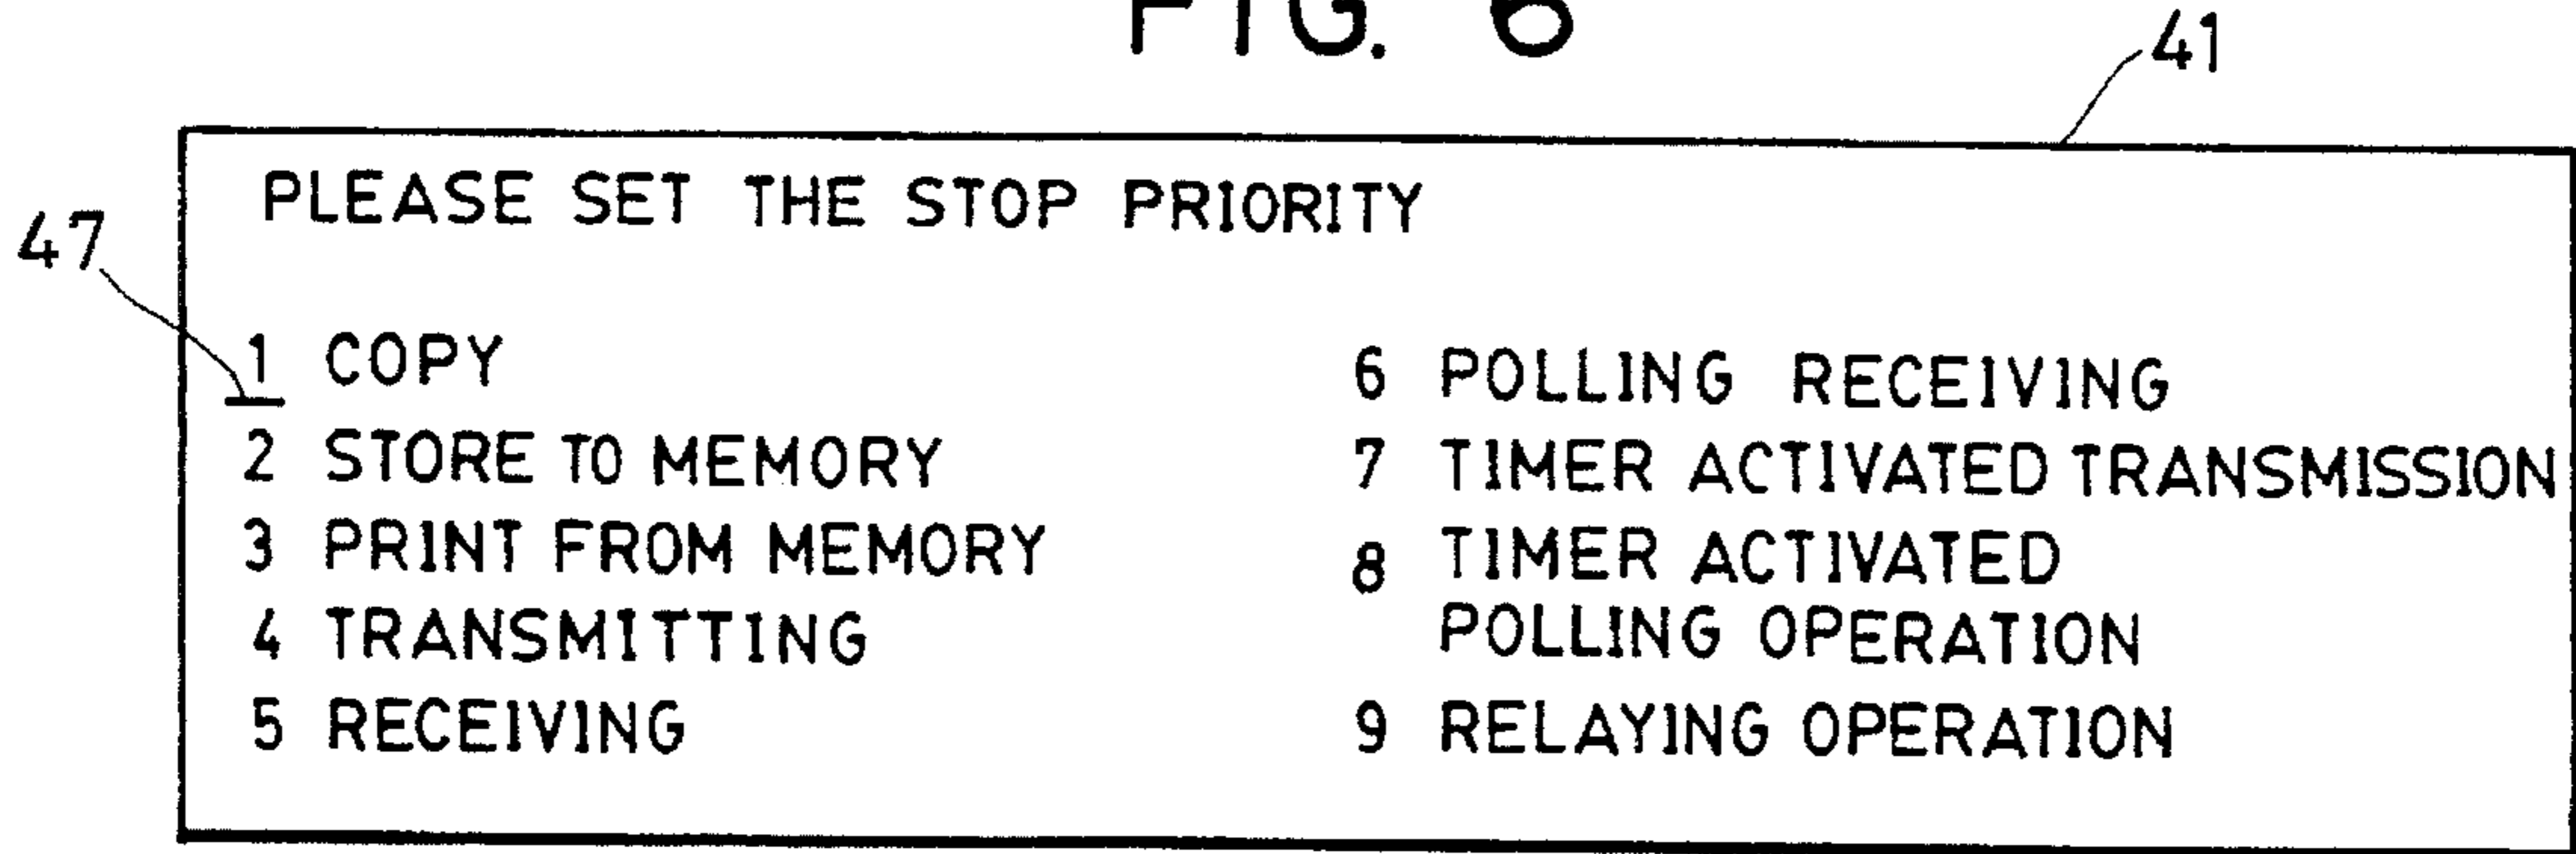 FIG. 6
41
PLEASE SET THE STOP PRIORITY
47
1 COPY
2 STORE TO MEMORY
3 PRINT FROM MEMORY
4 TRANSMITTING
5 RECEIVING
6 POLLING RECEIVING
7 TIMER ACTIVATED TRANSMISSION
8 TIMER ACTIVATED
POLLING OPERATION
9 RELAYING OPERATION